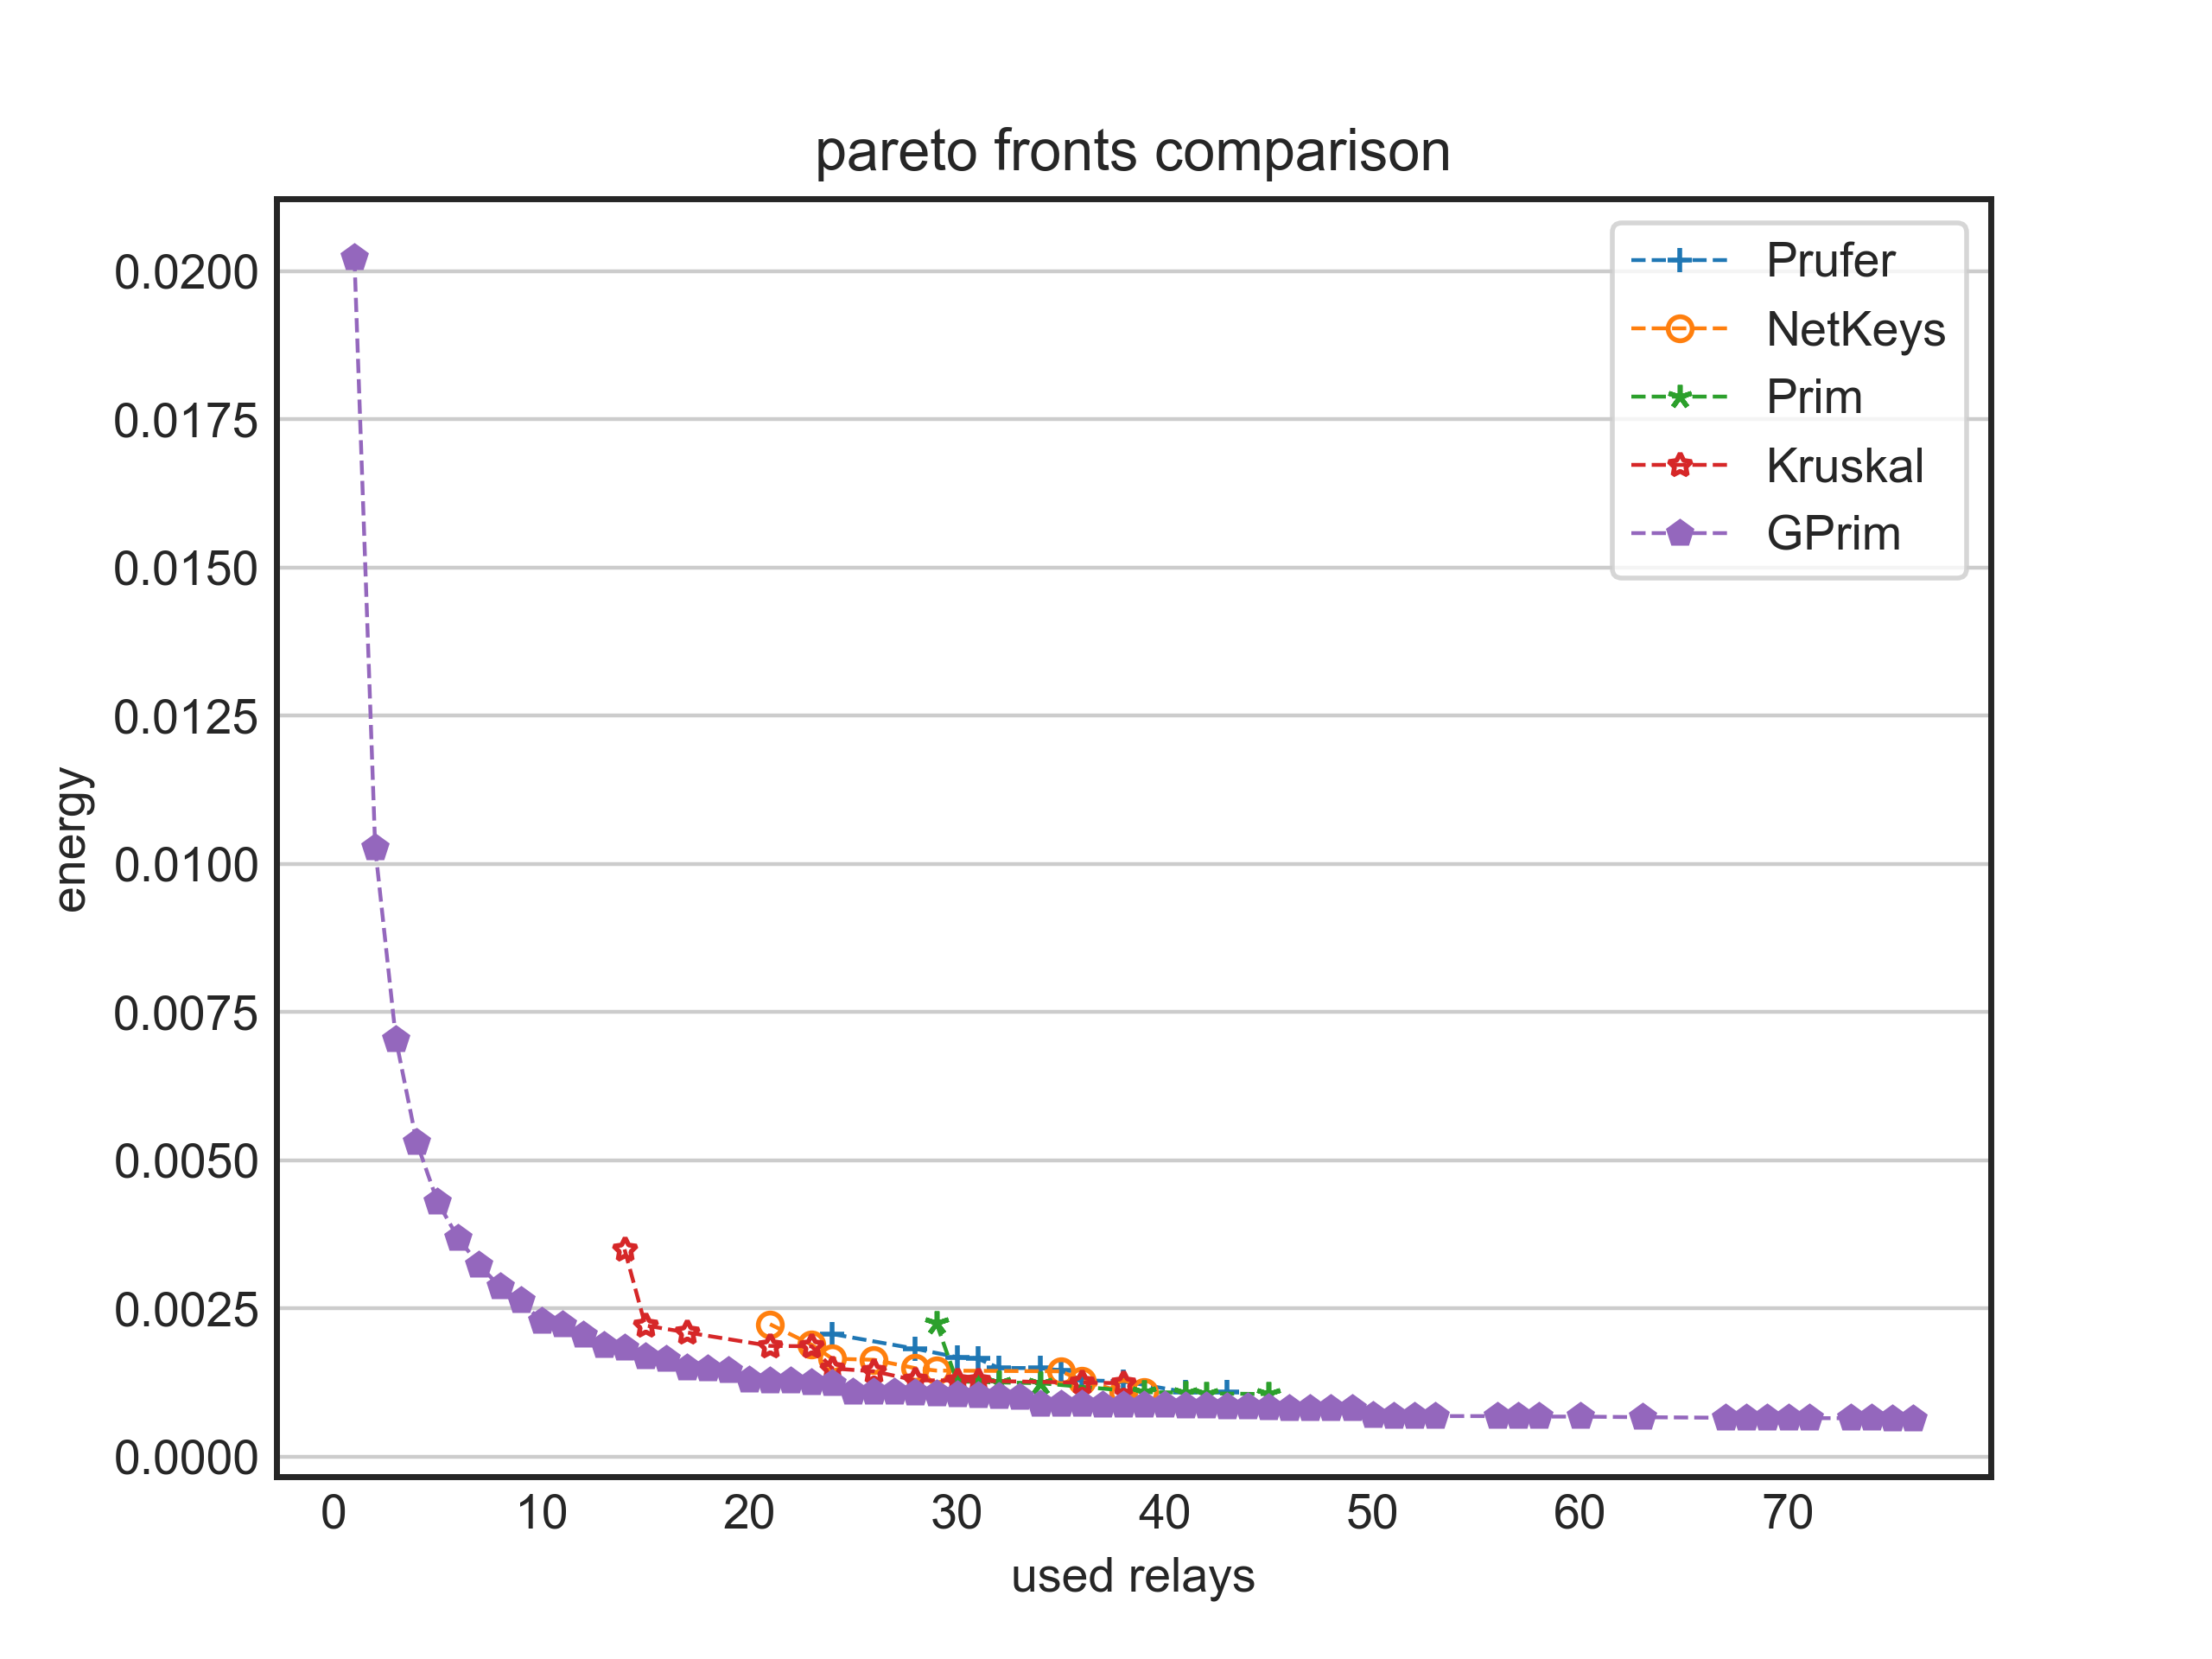 pareto fronts comparison
0.0200
0.0175
0.0150
0.0125
0.0100
0.0075
0.0050
0.0025
0.0000
energy
Prufer
NetKeys
Prim
Kruskal
GPrim
0 10 20 30 40 50 60 70
used relays